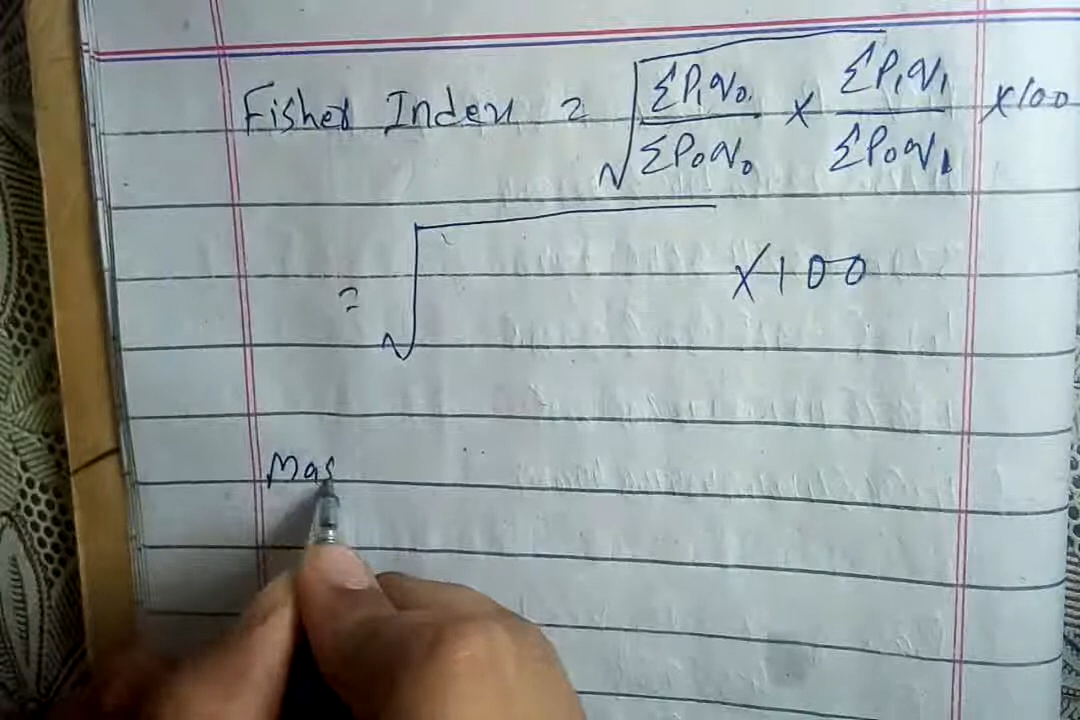 Fisher Index = √ ΣP₁q₀ / ΣP₀q₀ × ΣP₁q₁ / ΣP₀q₁ ×100
= √ ×100
Mas